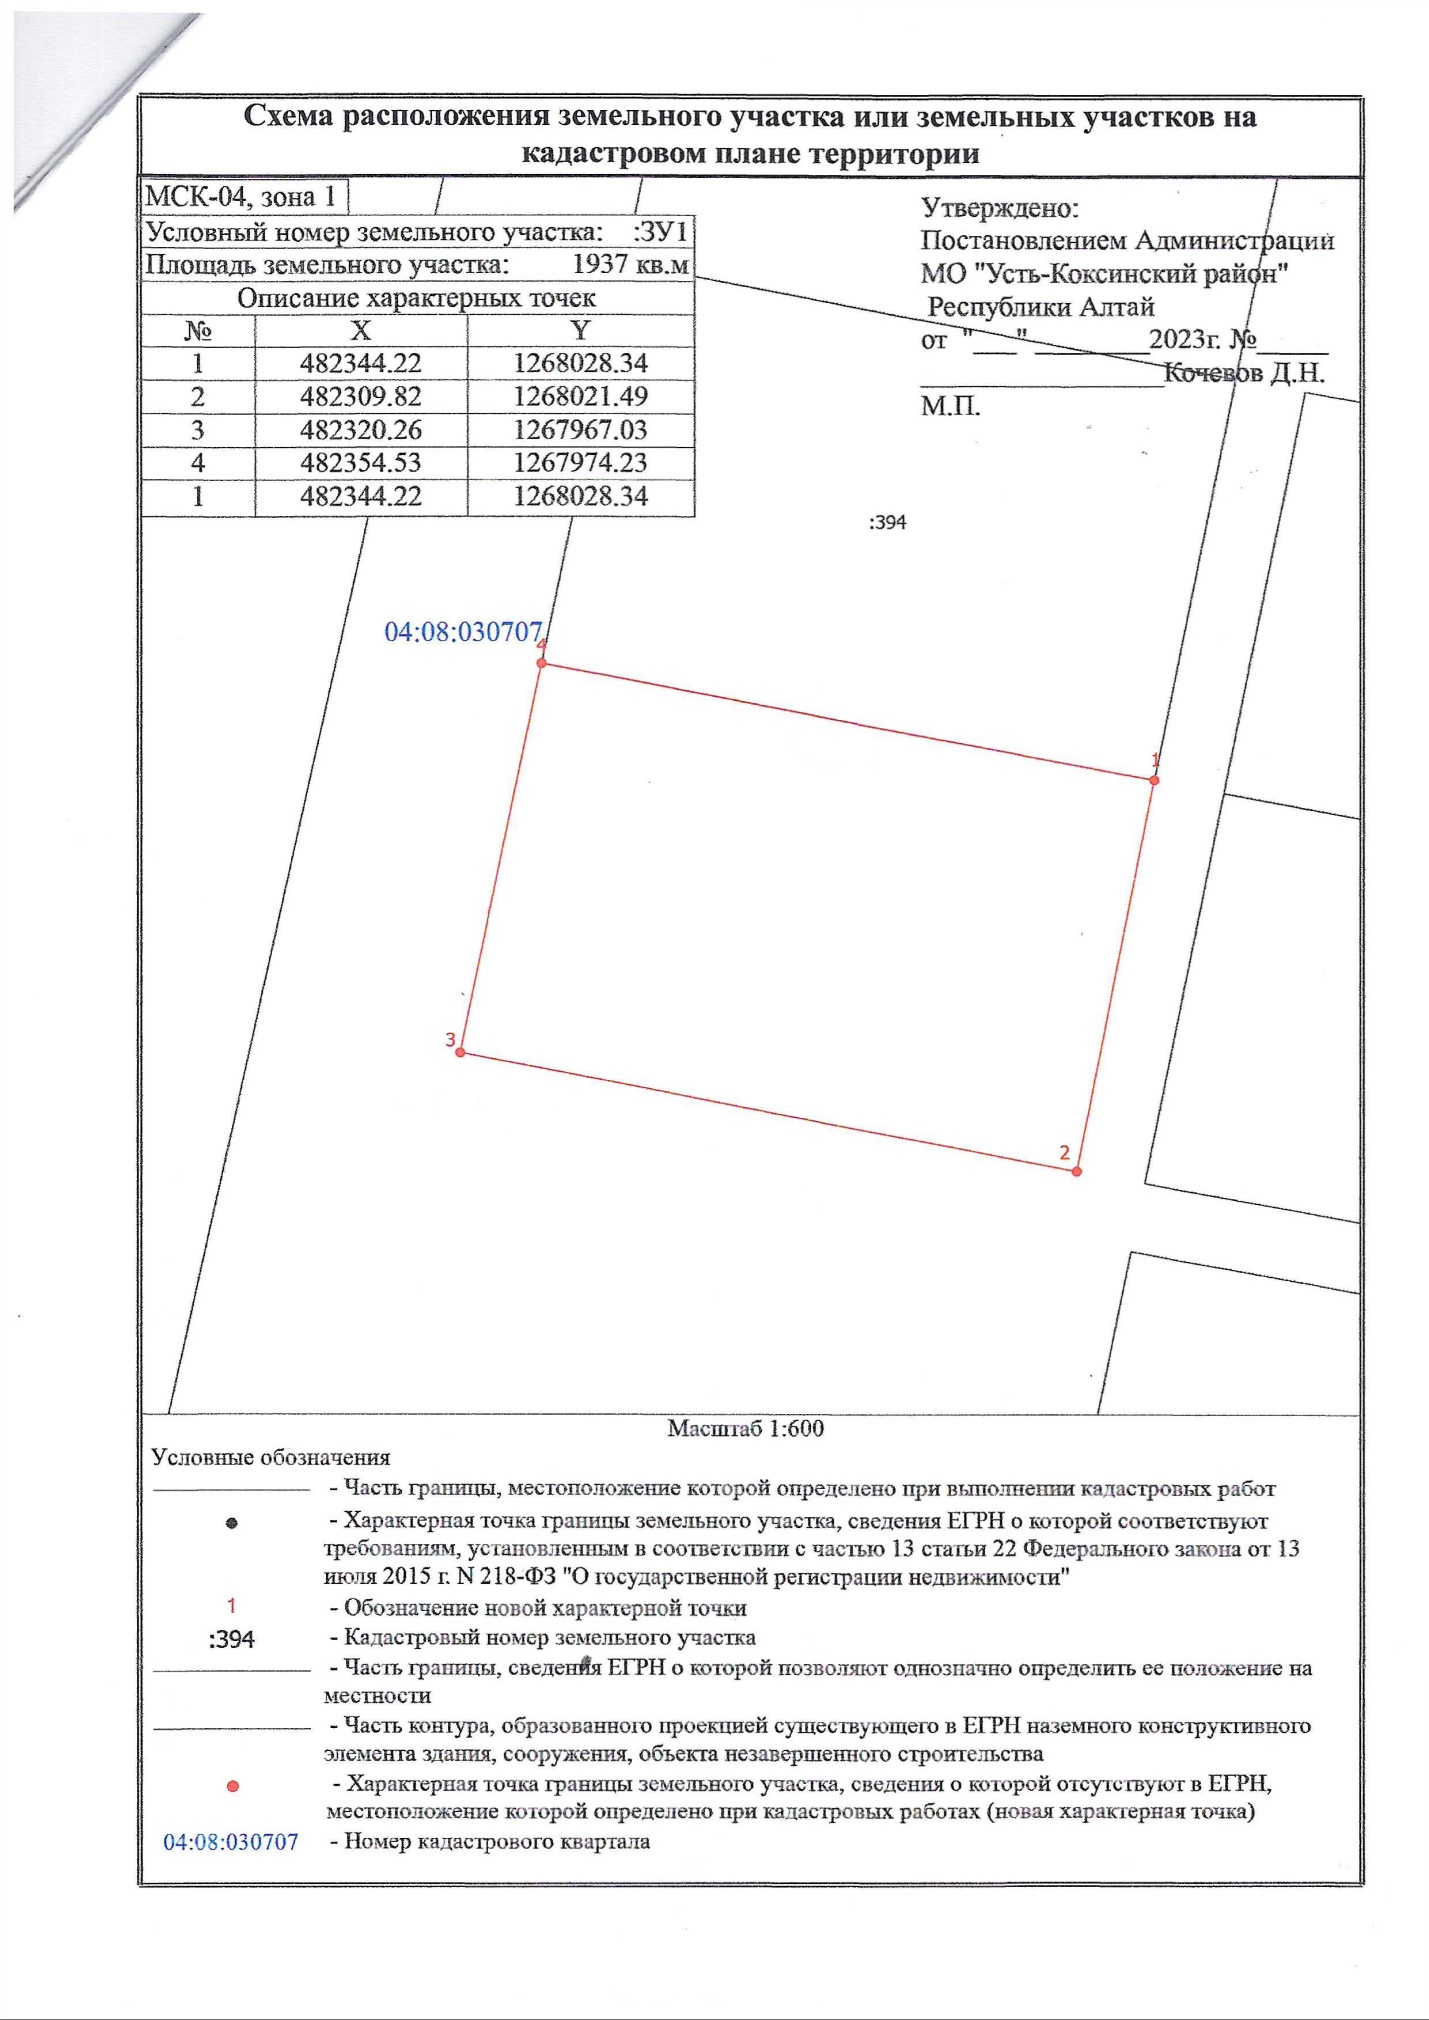 Схема расположения земельного участка или земельных участков на
кадастровом плане территории
МСК-04, зона 1
Условный номер земельного участка: :ЗУ1
Площадь земельного участка: 1937 кв.м
Описание характерных точек
№ X Y
1 482344.22 1268028.34
2 482309.82 1268021.49
3 482320.26 1267967.03
4 482354.53 1267974.23
1 482344.22 1268028.34
Утверждено:
Постановлением Администраций
МО "Усть-Коксинский район"
Республики Алтай
от "___" ________2023г. №_____
_________________Кочевов Д.Н.
М.П.
:394
04:08:030707
4
1
3
2
Масштаб 1:600
Условные обозначения
- Часть границы, местоположение которой определено при выполнении кадастровых работ
- Характерная точка границы земельного участка, сведения ЕГРН о которой соответствуют
требованиям, установленным в соответствии с частью 13 статьи 22 Федерального закона от 13
июля 2015 г. N 218-ФЗ "О государственной регистрации недвижимости"
1 - Обозначение новой характерной точки
:394 - Кадастровый номер земельного участка
- Часть границы, сведения ЕГРН о которой позволяют однозначно определить ее положение на
местности
- Часть контура, образованного проекцией существующего в ЕГРН наземного конструктивного
элемента здания, сооружения, объекта незавершенного строительства
- Характерная точка границы земельного участка, сведения о которой отсутствуют в ЕГРН,
местоположение которой определено при кадастровых работах (новая характерная точка)
04:08:030707 - Номер кадастрового квартала